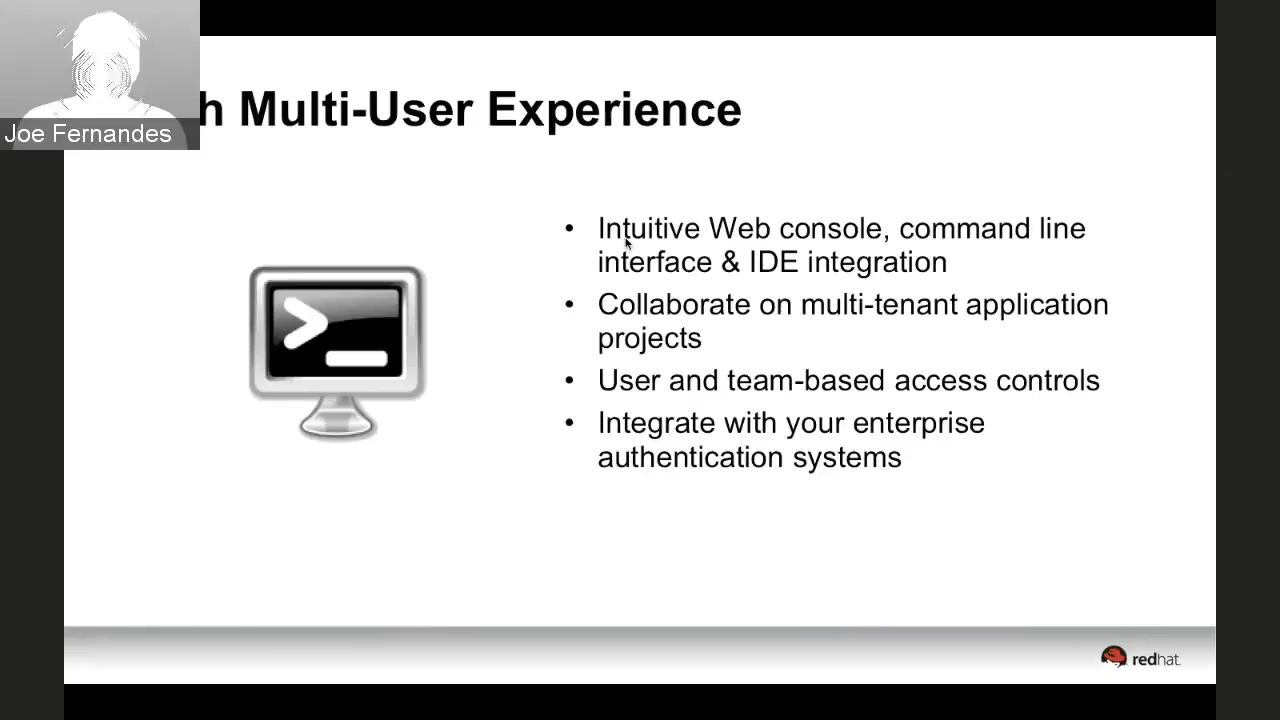 h Multi-User Experience
Joe Fernandes
• Intuitive Web console, command line
interface & IDE integration
• Collaborate on multi-tenant application
projects
• User and team-based access controls
• Integrate with your enterprise
authentication systems
redhat.